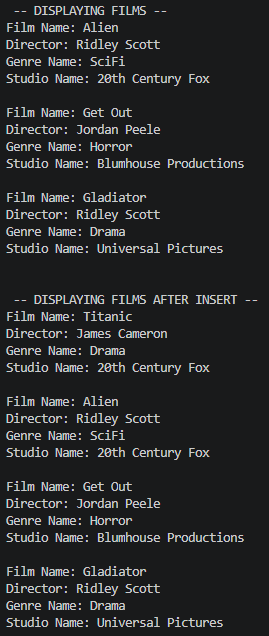 -- DISPLAYING FILMS --
Film Name: Alien
Director: Ridley Scott
Genre Name: SciFi
Studio Name: 20th Century Fox

Film Name: Get Out
Director: Jordan Peele
Genre Name: Horror
Studio Name: Blumhouse Productions

Film Name: Gladiator
Director: Ridley Scott
Genre Name: Drama
Studio Name: Universal Pictures

-- DISPLAYING FILMS AFTER INSERT --
Film Name: Titanic
Director: James Cameron
Genre Name: Drama
Studio Name: 20th Century Fox

Film Name: Alien
Director: Ridley Scott
Genre Name: SciFi
Studio Name: 20th Century Fox

Film Name: Get Out
Director: Jordan Peele
Genre Name: Horror
Studio Name: Blumhouse Productions

Film Name: Gladiator
Director: Ridley Scott
Genre Name: Drama
Studio Name: Universal Pictures